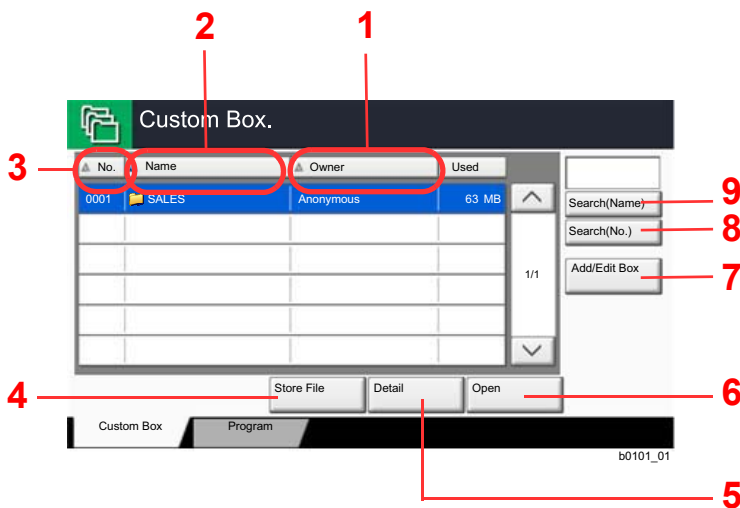 2 1
Custom Box.
3 No. Name Owner Used
0001 SALES Anonymous 63 MB
Search(Name) 9
Search(No.) 8
1/1 Add/Edit Box 7
4 Store File Detail Open 6
Custom Box Program
b0101_01
5